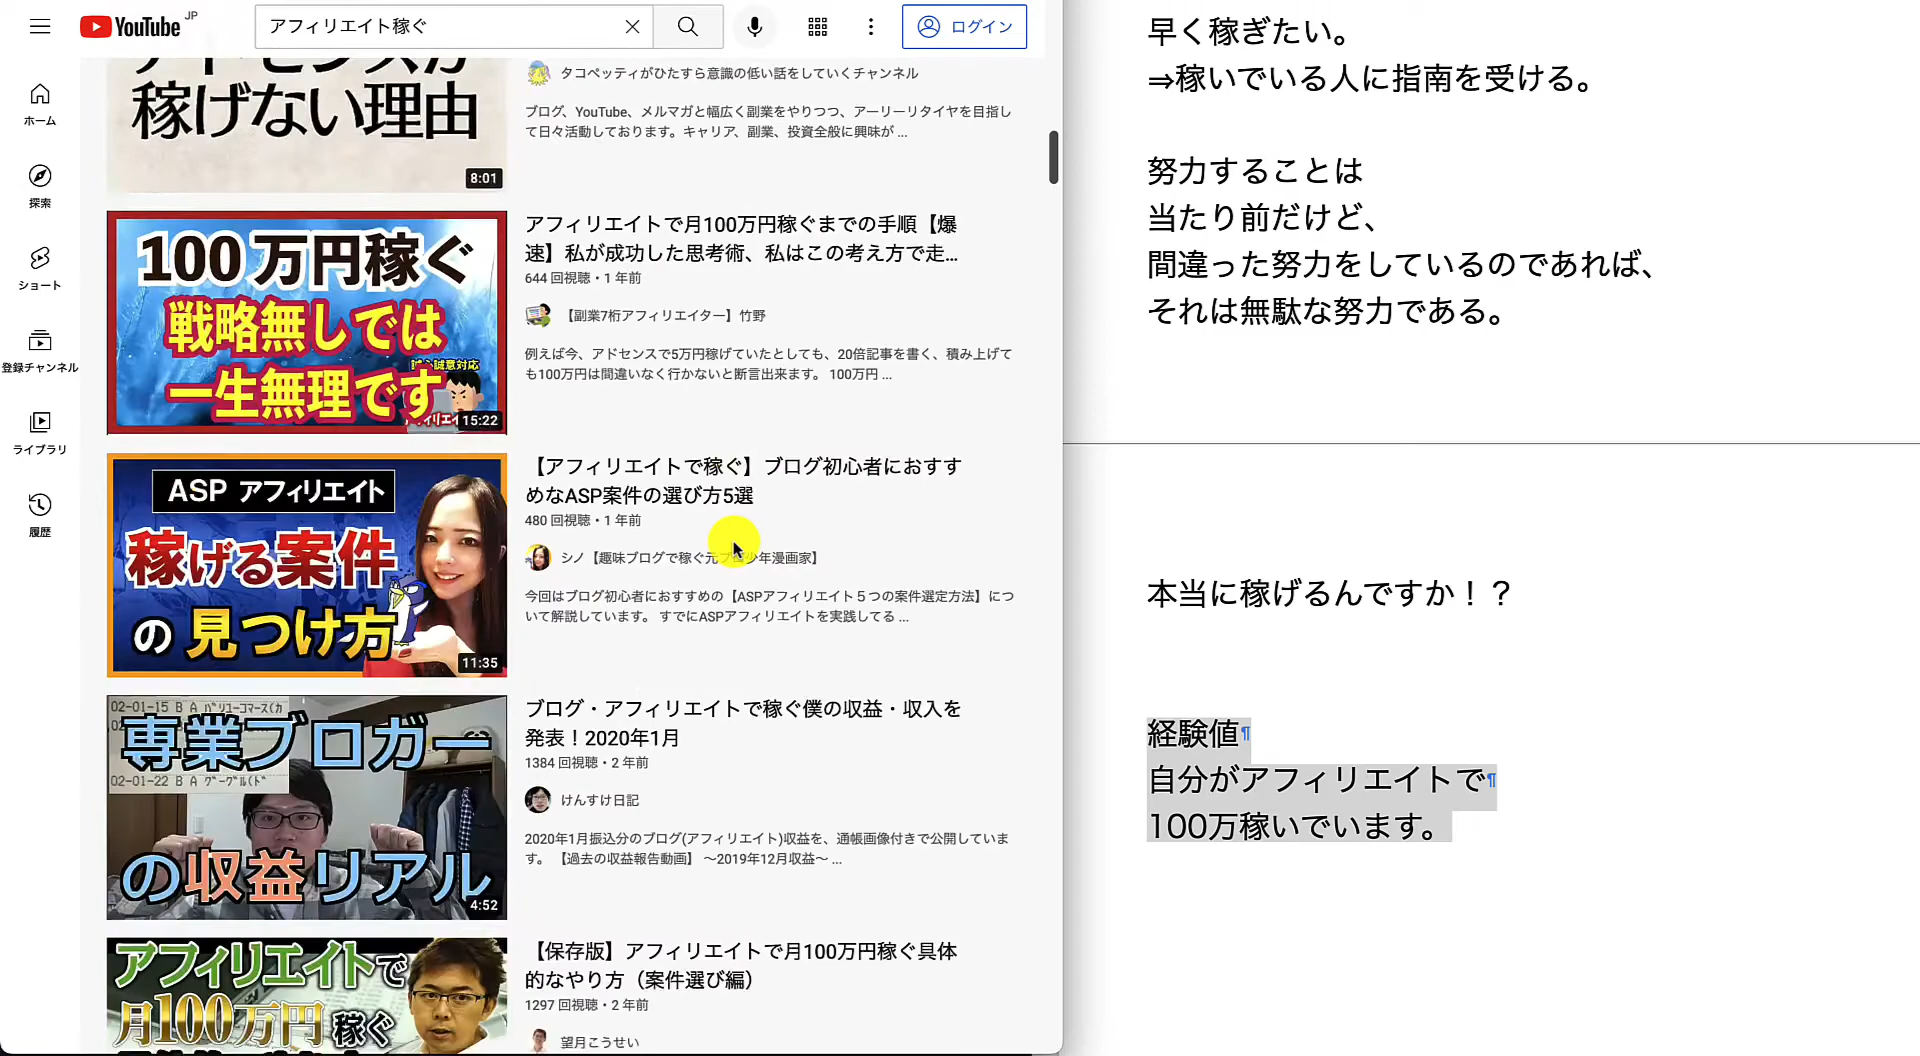 YouTube JP
アフィリエイト稼ぐ
ログイン
ホーム
探索
ショート
登録チャンネル
ライブラリ
履歴
稼げない理由
8:01
タコペッティがひたすら意識の低い話をしていくチャンネル
ブログ、YouTube、メルマガと幅広く副業をやりつつ、アーリーリタイヤを目指し
て日々活動しております。キャリア、副業、投資全般に興味が ...
100万円稼ぐ
戦略無しでは
一生無理です
誠心誠意対応
15:22
アフィリエイトで月100万円稼ぐまでの手順【爆
速】私が成功した思考術、私はこの考え方で走...
644 回視聴・1 年前
【副業7桁アフィリエイター】竹野
例えば今、アドセンスで5万円稼げていたとしても、20倍記事を書く、積み上げて
も100万円は間違いなく行かないと断言出来ます。 100万円 ...
ASP アフィリエイト
稼げる案件
の見つけ方
11:35
【アフィリエイトで稼ぐ】ブログ初心者におすす
めなASP案件の選び方5選
480 回視聴・1 年前
シノ【趣味ブログで稼ぐ元プロ少年漫画家】
今回はブログ初心者におすすめの【ASPアフィリエイト５つの案件選定方法】につ
いて解説しています。 すでにASPアフィリエイトを実践してる ...
02-01-15
02-01-22
専業ブロガー
の収益リアル
4:52
ブログ・アフィリエイトで稼ぐ僕の収益・収入を
発表！2020年1月
1384 回視聴・2 年前
けんすけ日記
2020年1月振込分のブログ(アフィリエイト)収益を、通帳画像付きで公開していま
す。 【過去の収益報告動画】 〜2019年12月収益〜 ...
アフィリエイトで
月100万円稼ぐ
【保存版】アフィリエイトで月100万円稼ぐ具体
的なやり方（案件選び編）
1297 回視聴・2 年前
望月こうせい
早く稼ぎたい。
⇒稼いでいる人に指南を受ける。
努力することは
当たり前だけど、
間違った努力をしているのであれば、
それは無駄な努力である。
本当に稼げるんですか！？
経験値
自分がアフィリエイトで
100万稼いでいます。